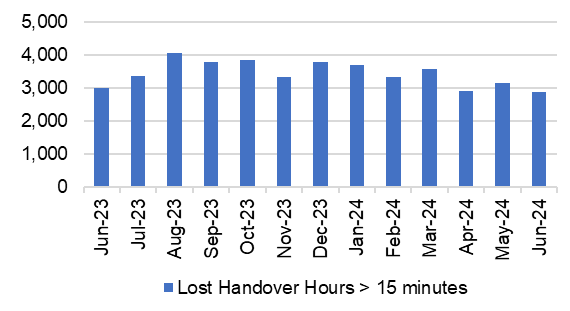 5,000
4,000
3,000
2,000
1,000
0
Jun-23
Jul-23
Aug-23
Sep-23
Oct-23
Nov-23
Dec-23
Jan-24
Feb-24
Mar-24
Apr-24
May-24
Jun-24
Lost Handover Hours > 15 minutes